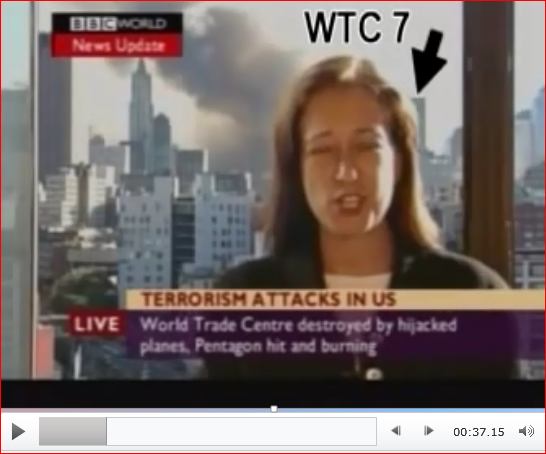 BBC WORLD
News Update
WTC 7
TERRORISM ATTACKS IN US
LIVE
World Trade Centre destroyed by hijacked
planes, Pentagon hit and burning
00:37.15